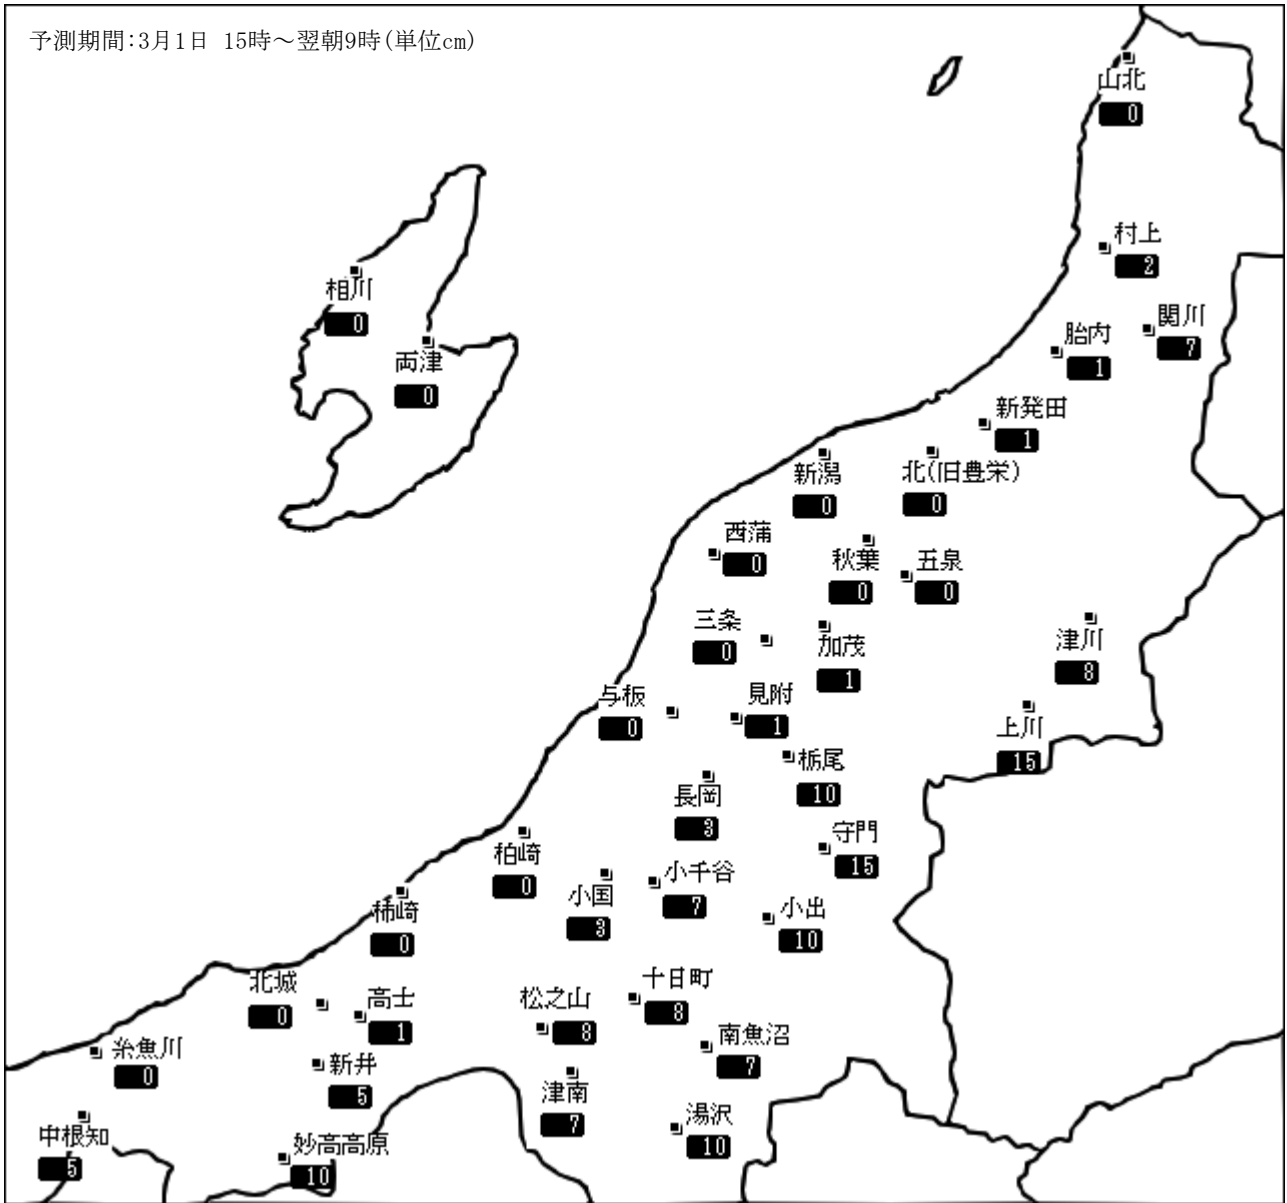 予測期間:3月1日 15時～翌朝9時(単位cm)
山北
0
村上
2
相川
0
関川
7
胎内
1
両津
0
新発田
1
新潟
0
北(旧豊栄)
0
西蒲
0
秋葉
0
五泉
0
三条
0
加茂
1
津川
8
与板
0
見附
1
上川
15
栃尾
10
長岡
3
守門
15
柏崎
0
小国
3
小千谷
7
小出
10
柿崎
0
北城
0
高士
1
松之山
8
十日町
8
南魚沼
7
糸魚川
0
新井
5
津南
7
湯沢
10
中根知
5
妙高高原
10